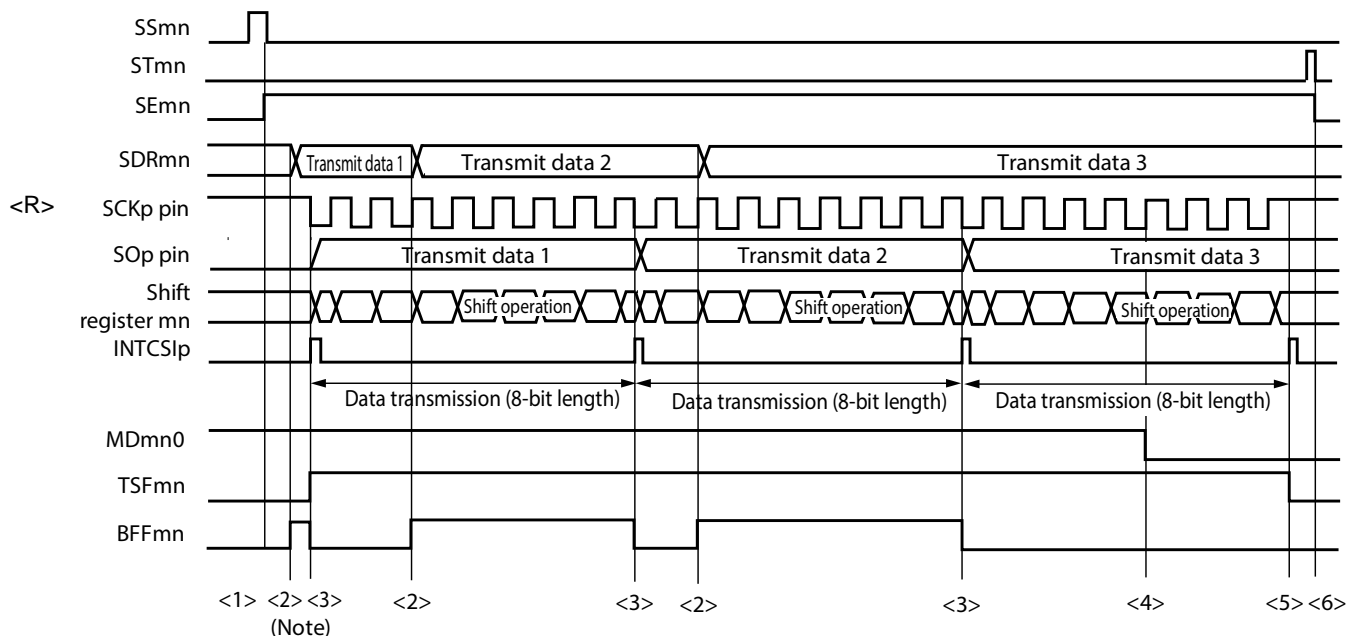 SSmn
STmn
SEmn
SDRmn Transmit data 1 Transmit data 2 Transmit data 3
<R> SCKp pin
SOp pin Transmit data 1 Transmit data 2 Transmit data 3
Shift
register mn Shift operation Shift operation Shift operation
INTCSIp
Data transmission (8-bit length) Data transmission (8-bit length) Data transmission (8-bit length)
MDmn0
TSFmn
BFFmn
<1> <2> <3> <2> <3> <2> <3> <4> <5> <6>
(Note)